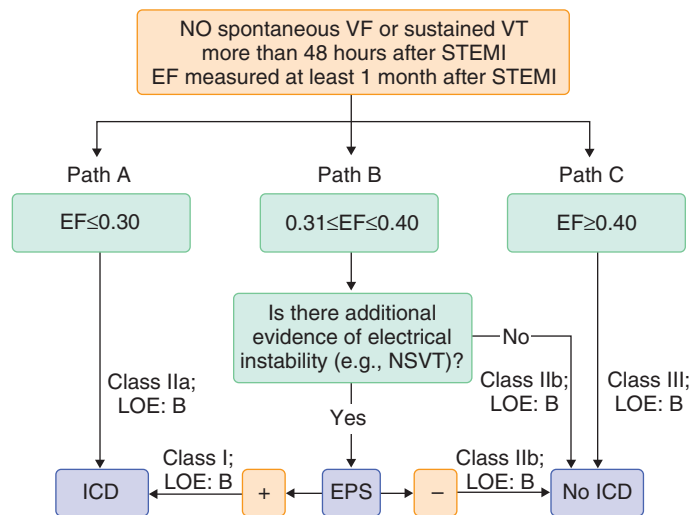 NO spontaneous VF or sustained VT
more than 48 hours after STEMI
EF measured at least 1 month after STEMI
Path A
Path B
Path C
EF≤0.30
0.31≤EF≤0.40
EF≥0.40
Is there additional
evidence of electrical
instability (e.g., NSVT)?
No
Class IIa;
LOE: B
Class IIb;
LOE: B
Class III;
LOE: B
Yes
Class I;
LOE: B
Class IIb;
LOE: B
ICD
+
EPS
–
No ICD